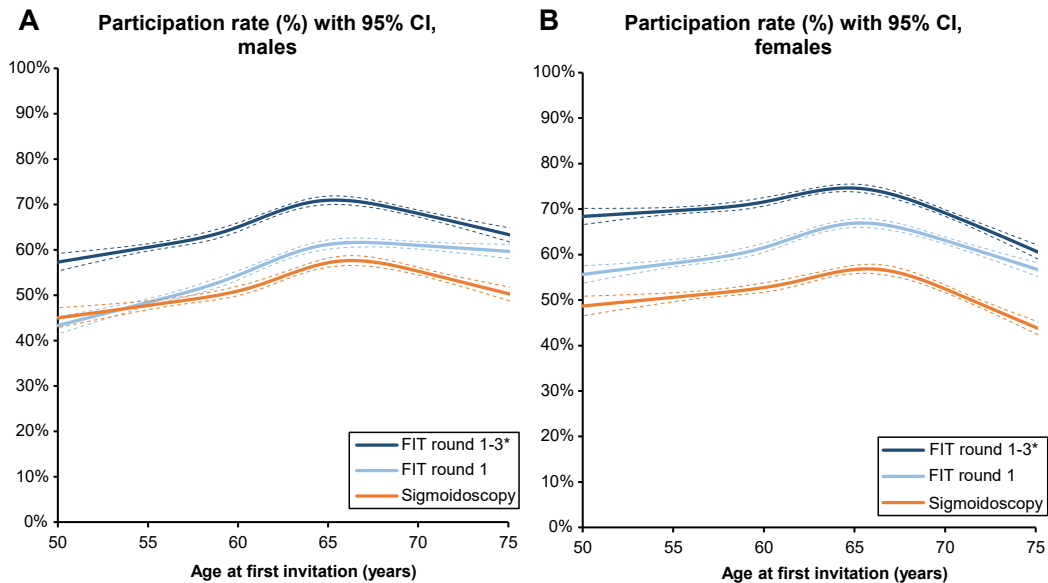 A
Participation rate (%) with 95% CI,
males
100%
90%
80%
70%
60%
50%
40%
30%
20%
10%
0%
50 55 60 65 70 75
Age at first invitation (years)
FIT round 1-3*
FIT round 1
Sigmoidoscopy
B
Participation rate (%) with 95% CI,
females
100%
90%
80%
70%
60%
50%
40%
30%
20%
10%
0%
50 55 60 65 70 75
Age at first invitation (years)
FIT round 1-3*
FIT round 1
Sigmoidoscopy